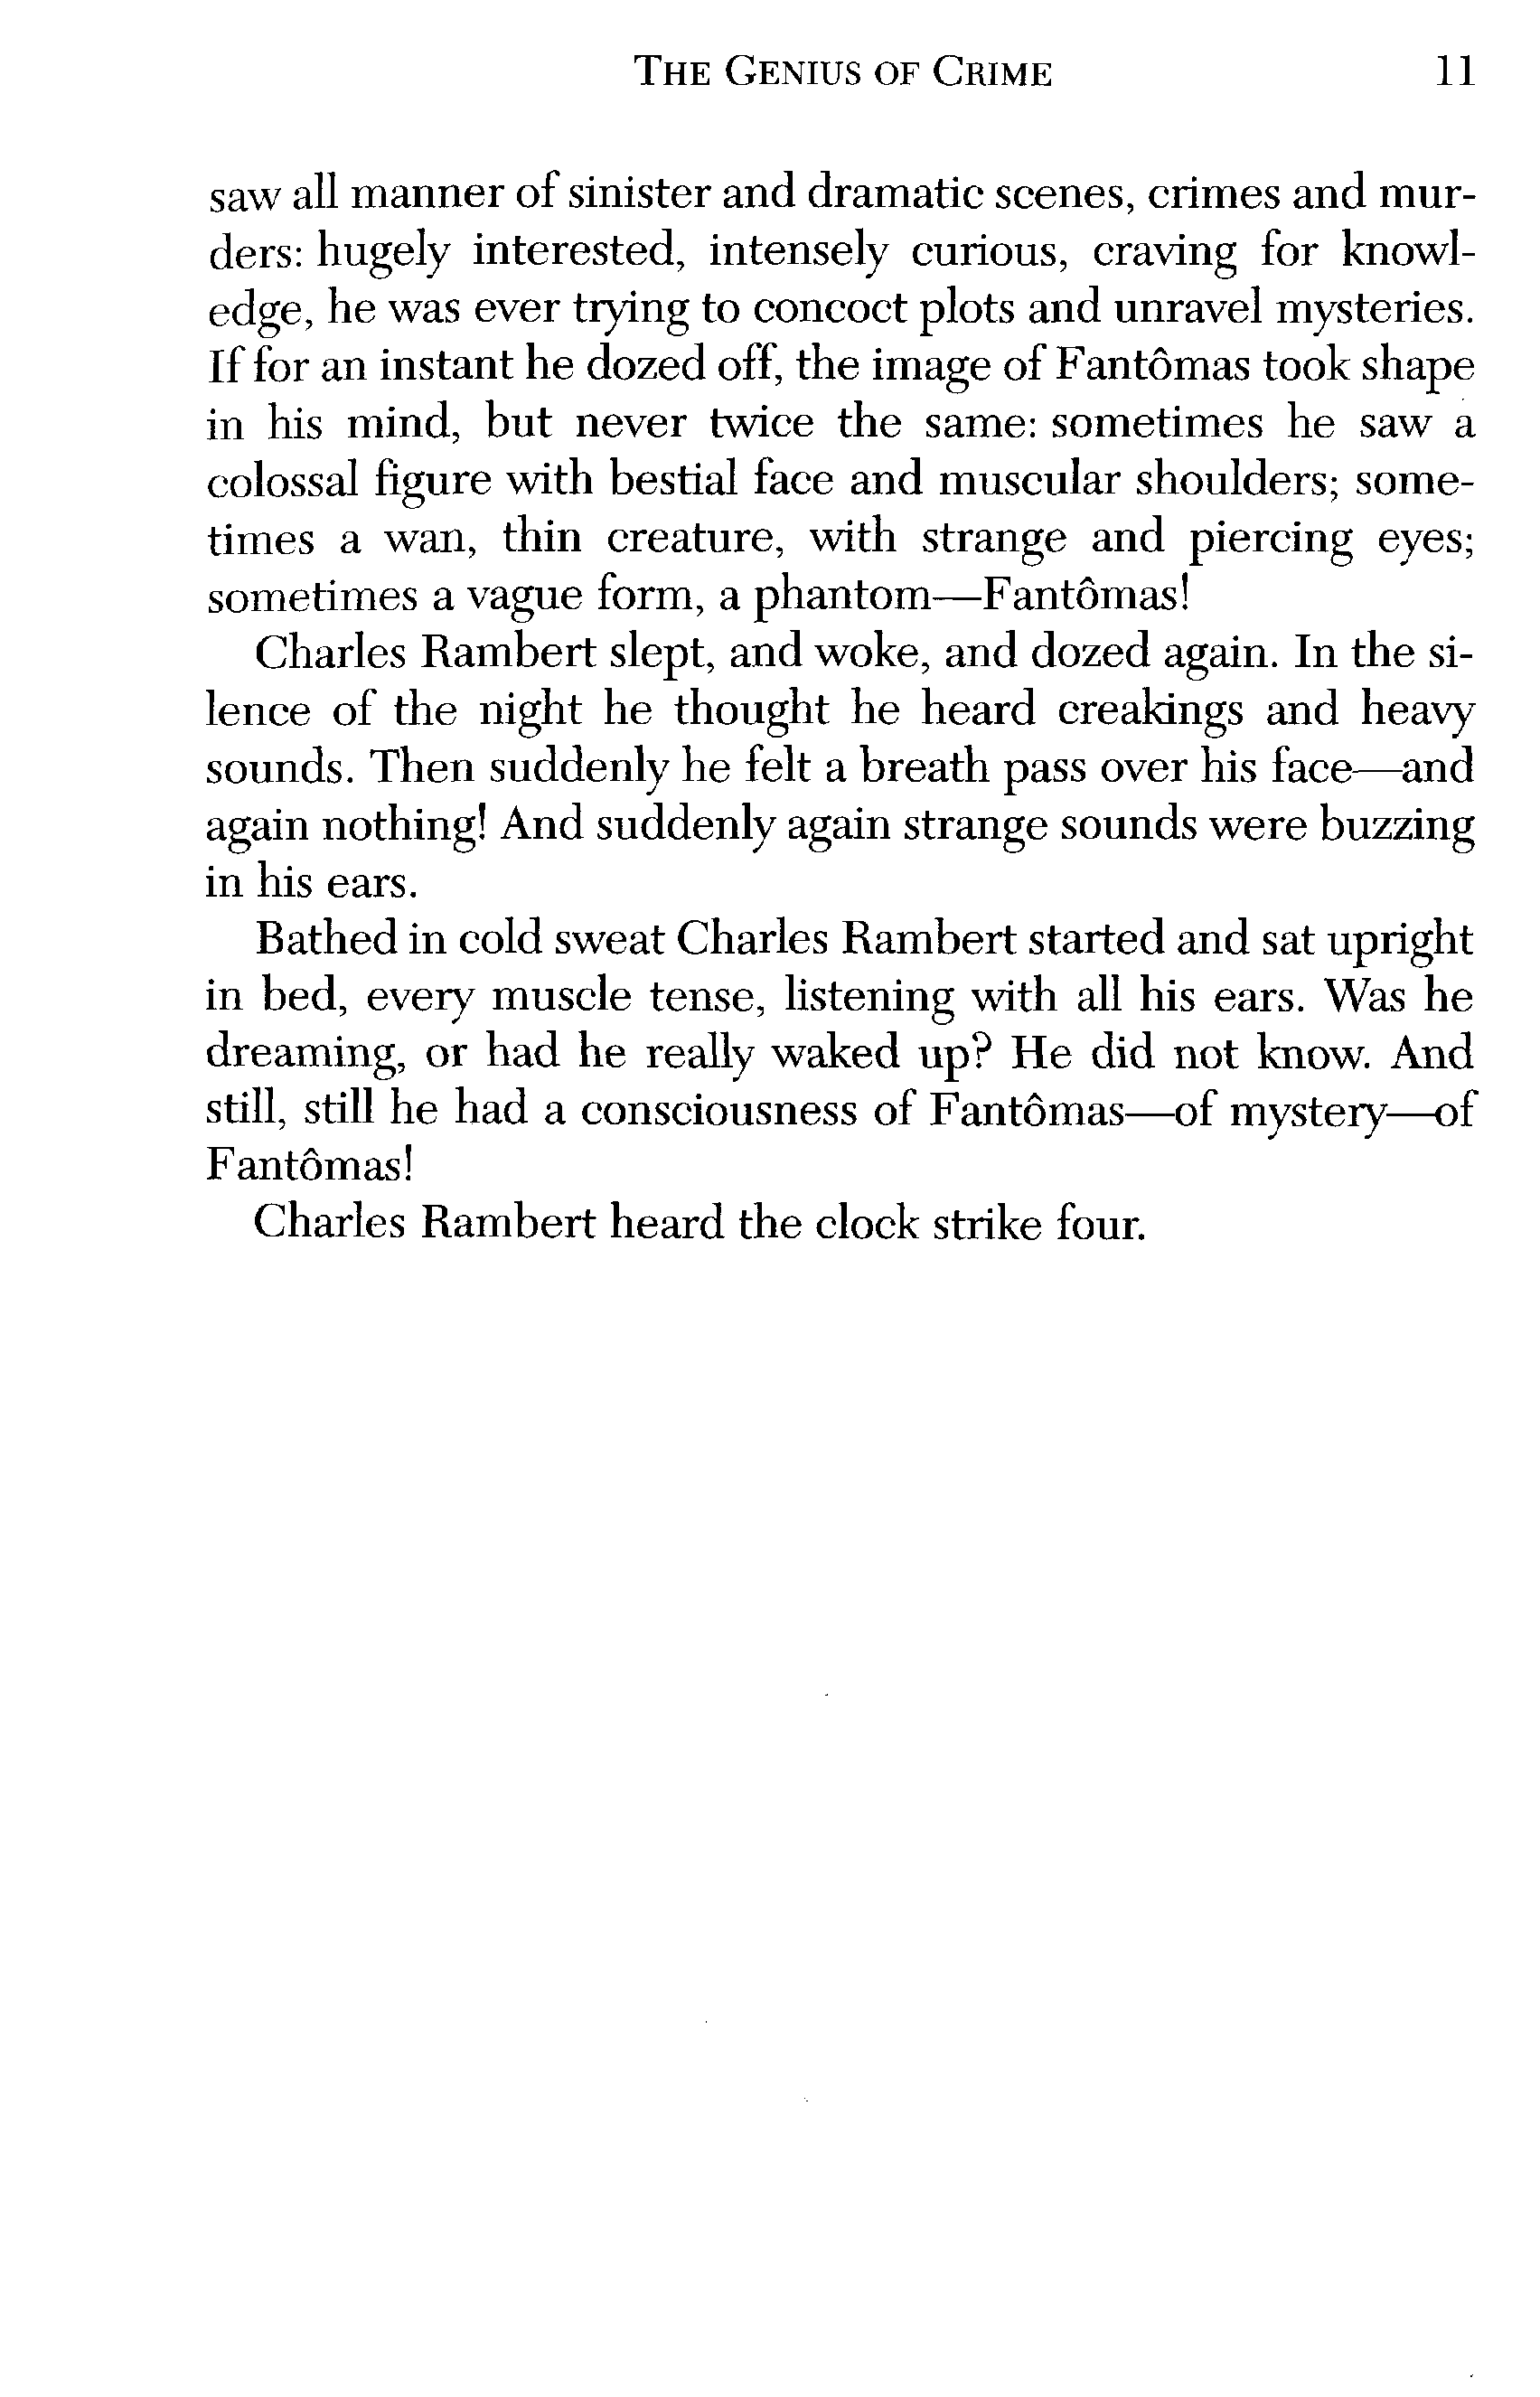 THE GENIUS OF CRIME 11
saw all manner of sinister and dramatic scenes, crimes and mur-
ders: hugely interested, intensely curious, craving for knowl-
edge, he was ever trying to concoct plots and unravel mysteries.
If for an instant he dozed off, the image of Fantômas took shape
in his mind, but never twice the same: sometimes he saw a
colossal figure with bestial face and muscular shoulders; some-
times a wan, thin creature, with strange and piercing eyes;
sometimes a vague form, a phantom—Fantômas!
Charles Rambert slept, and woke, and dozed again. In the si-
lence of the night he thought he heard creakings and heavy
sounds. Then suddenly he felt a breath pass over his face—and
again nothing! And suddenly again strange sounds were buzzing
in his ears.
Bathed in cold sweat Charles Rambert started and sat upright
in bed, every muscle tense, listening with all his ears. Was he
dreaming, or had he really waked up? He did not know. And
still, still he had a consciousness of Fantômas—of mystery—of
Fantômas!
Charles Rambert heard the clock strike four.